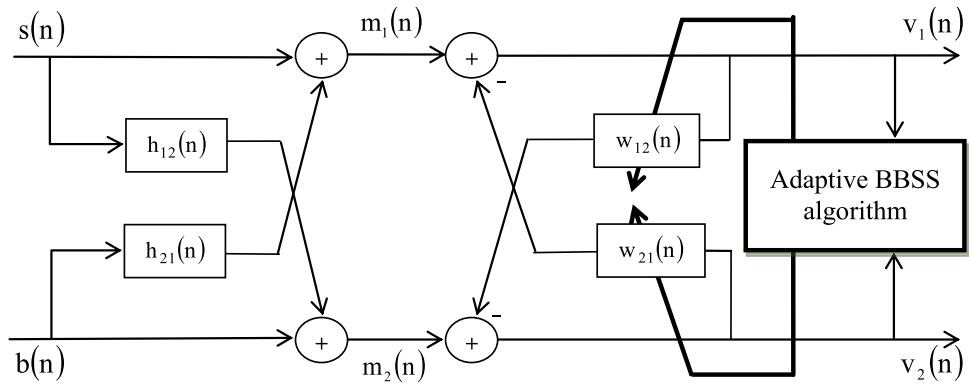 s(n)
m₁(n)
v₁(n)
+
+
-
h₁₂(n)
w₁₂(n)
Adaptive BBSS
algorithm
h₂₁(n)
w₂₁(n)
-
+
+
b(n)
m₂(n)
v₂(n)